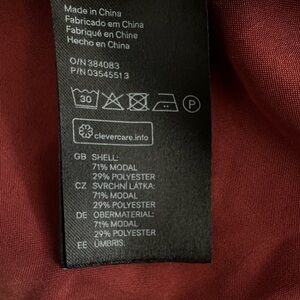 Made in China
Fabricado em China
Fabriqué en Chine
Hecho en China
O/N 384083
P/N 03545513
30 P
clevercare.info
GB SHELL:
71% MODAL
29% POLYESTER
CZ SVRCHNÍ LÁTKA:
71% MODAL
29% POLYESTER
DE OBERMATERIAL:
71% MODAL
29% POLYESTER
EE ÜMBRIS: